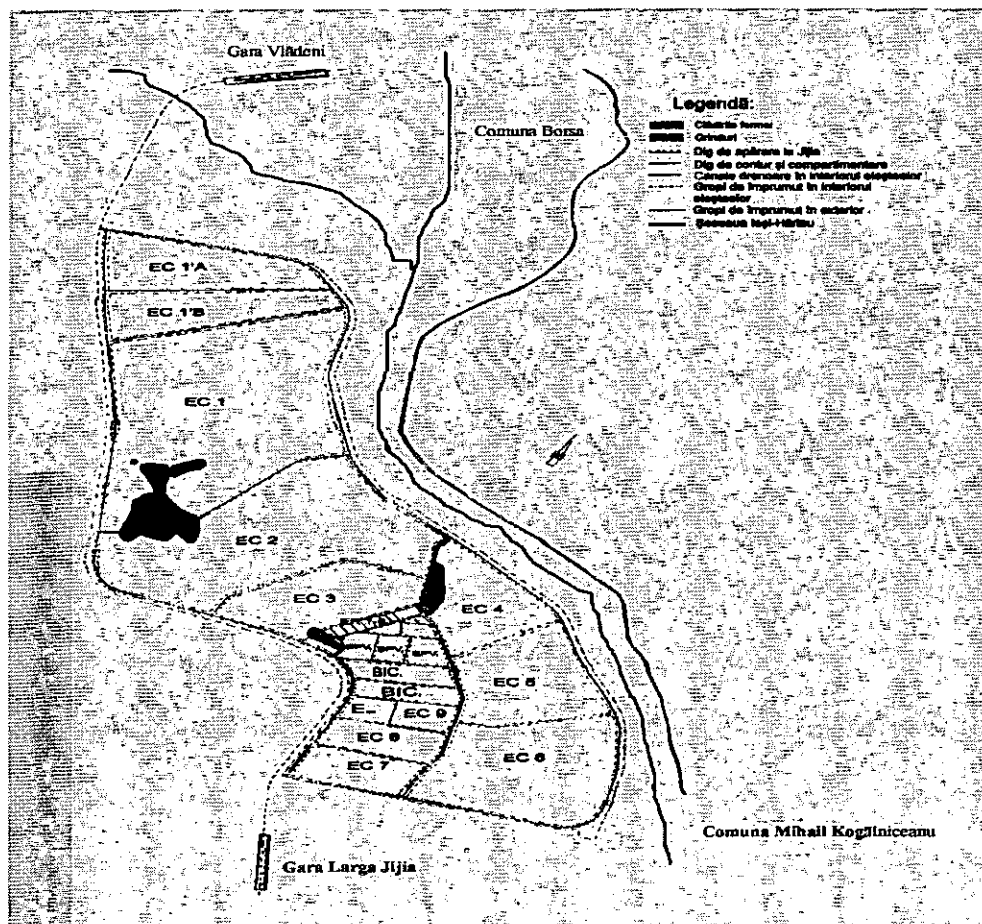 Gara Vlădeni
Comuna Borsa
Legendă:
Clădirile fermei
Grinduri
Dig de apărare la Jijia
Dig de contur și compartimentare
Canale drenoare în interiorul eleșteelor
Gropi de împrumut în interiorul
eleșteelor
Gropi de împrumut în exterior
Șoseaua Iași-Hârlău
EC 1'A
EC 1'B
EC 1
EC 2
EC 3
EC 4
BIC
BIC
EC 5
EC 9
EC 7
EC 6
Comuna Mihail Kogălniceanu
Gara Larga Jijia